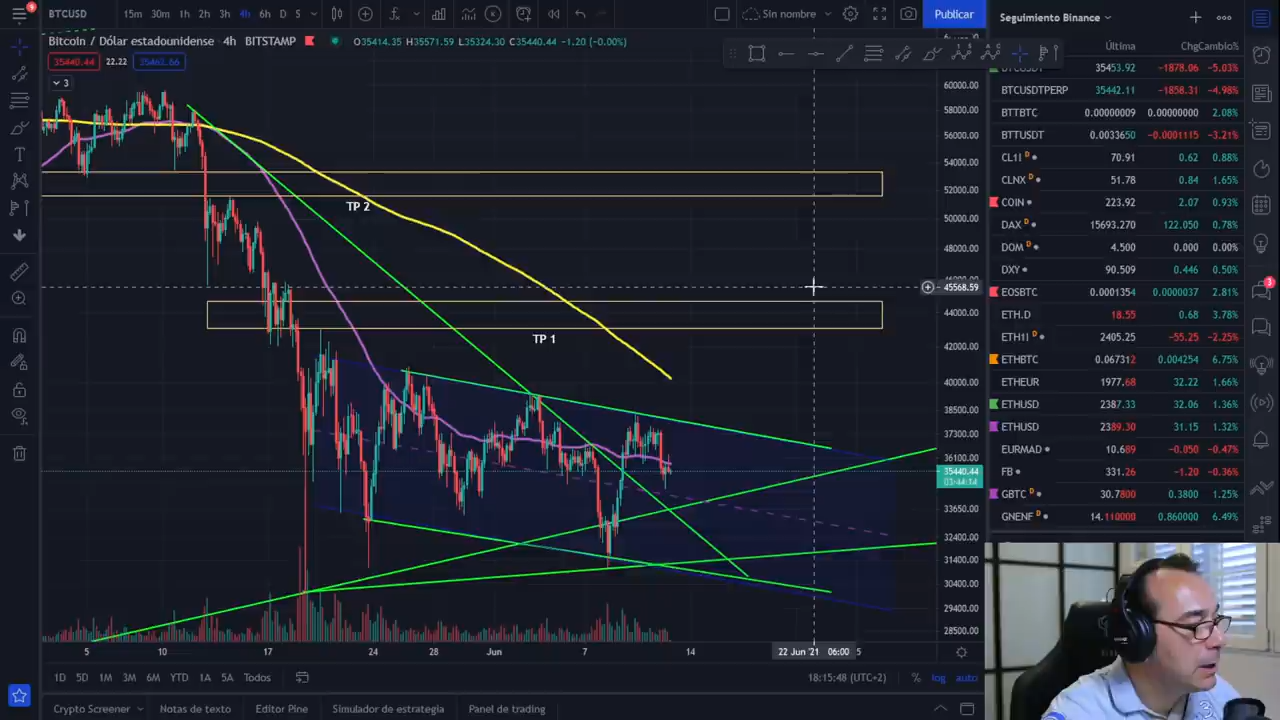 9
BTCUSD 15m 30m 1h 2h 3h 4h 6h D S Sin nombre Publicar
Bitcoin / Dólar estadounidense · 4h · BITSTAMP O35414.35 H35571.59 L35324.30 C35440.44 −1.20 (−0.00%)
35440.44 22.22 35462.66
3
TP 2
TP 1
60000.00
58000.00
56000.00
54000.00
52000.00
50000.00
48000.00
45568.59
44000.00
42000.00
40000.00
38500.00
37300.00
36100.00
35440.44
03:44:14
33650.00
32400.00
31400.00
30400.00
29400.00
28500.00
5 10 17 24 28 Jun 7 14 22 Jun '21 06:00
1D 5D 1M 3M 6M YTD 1A 5A Todos 18:15:48 (UTC+2) % log auto
Crypto Screener Notas de texto Editor Pine Simulador de estrategia Panel de trading
Seguimiento Binance
Última Chg Cambio%
BTCUSDT 35453.92 -1878.06 -5.03%
BTCUSDTPERP 35442.11 -1858.31 -4.98%
BTTBTC 0.00000009 0.00000000 2.08%
BTTUSDT 0.0033650 -0.0001115 -3.21%
CL1! D 70.91 0.62 0.88%
CLNX D 51.78 0.84 1.65%
COIN 223.92 2.07 0.93%
DAX D 15693.270 122.050 0.78%
DOM D 4.500 0.000 0.00%
DXY 90.509 0.446 0.50%
EOSBTC 0.0001354 0.0000037 2.81%
ETH.D 18.55 0.68 3.78%
ETH1! D 2405.25 -55.25 -2.25%
ETHBTC 0.067312 0.004254 6.75%
ETHEUR 1977.68 32.22 1.66%
ETHUSD 2387.33 32.06 1.36%
ETHUSD 2389.30 31.15 1.32%
EURMAD 10.689 -0.050 -0.47%
FB 331.26 -1.20 -0.36%
GBTC D 30.7800 0.3800 1.25%
GNENF D 14.110000 0.860000 6.49%
3